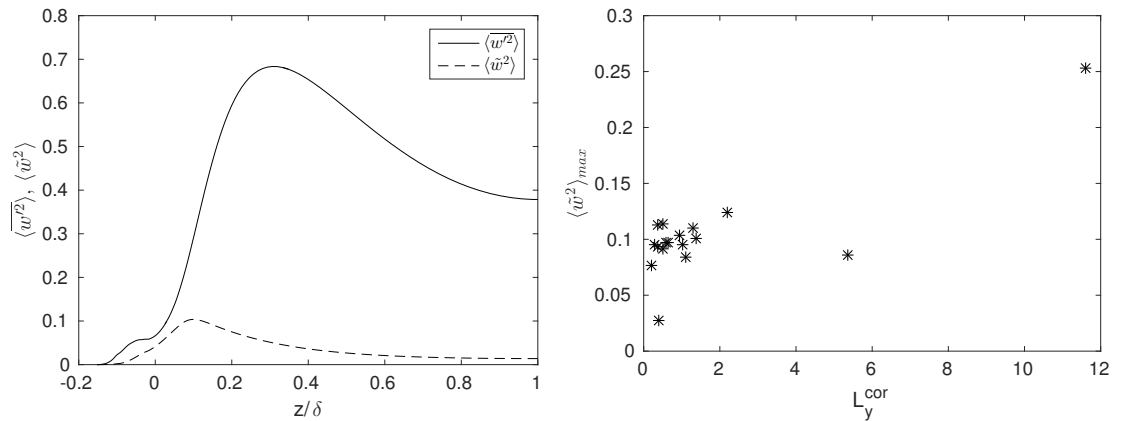 0.8
0.7
0.6
0.5
0.4
0.3
0.2
0.1
0
⟨\overline{w'^2}⟩, ⟨w̃²⟩
⟨\overline{w'^2}⟩
⟨w̃²⟩
-0.2 0 0.2 0.4 0.6 0.8 1
z/δ
0.3
0.25
0.2
0.15
0.1
0.05
0
⟨w̃²⟩_{max}
0 2 4 6 8 10 12
L_y^{cor}